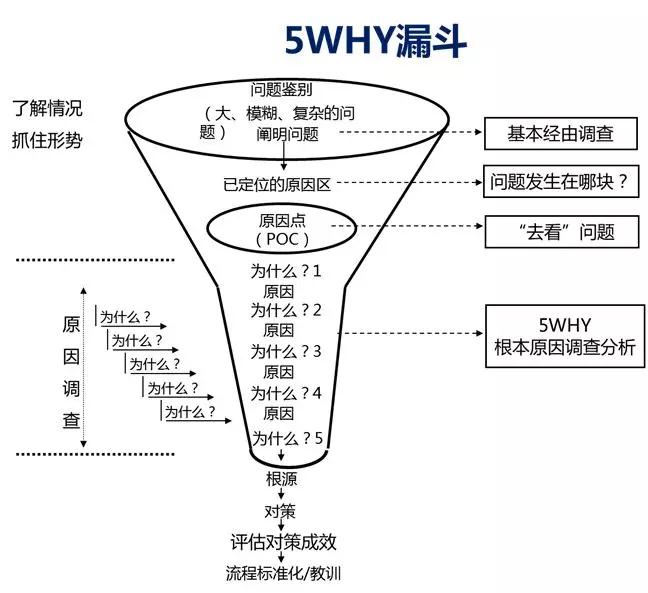 5WHY漏斗
了解情况
抓住形势
问题鉴别
（大、模糊、复杂的问
题） 阐明问题
基本经由调查
已定位的原因区
问题发生在哪块？
原因点
（POC）
“去看”问题
为什么？1
原因
为什么？2
原因
为什么？3
原因
为什么？4
原因
为什么？5
原
因
调
查
为什么？
为什么？
为什么？
为什么？
为什么？
5WHY
根本原因调查分析
根源
对策
评估对策成效
流程标准化/教训